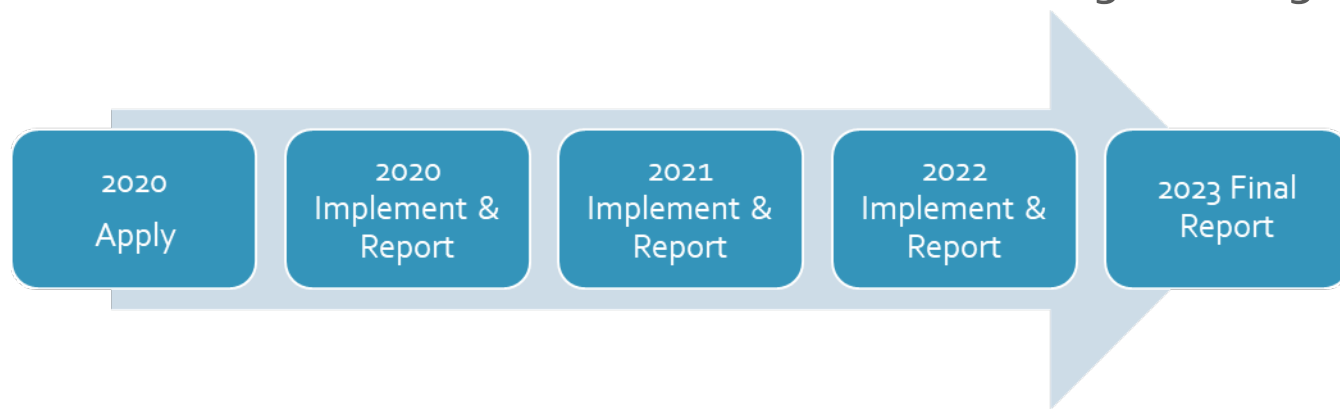 2020
Apply
2020
Implement &
Report
2021
Implement &
Report
2022
Implement &
Report
2023 Final
Report